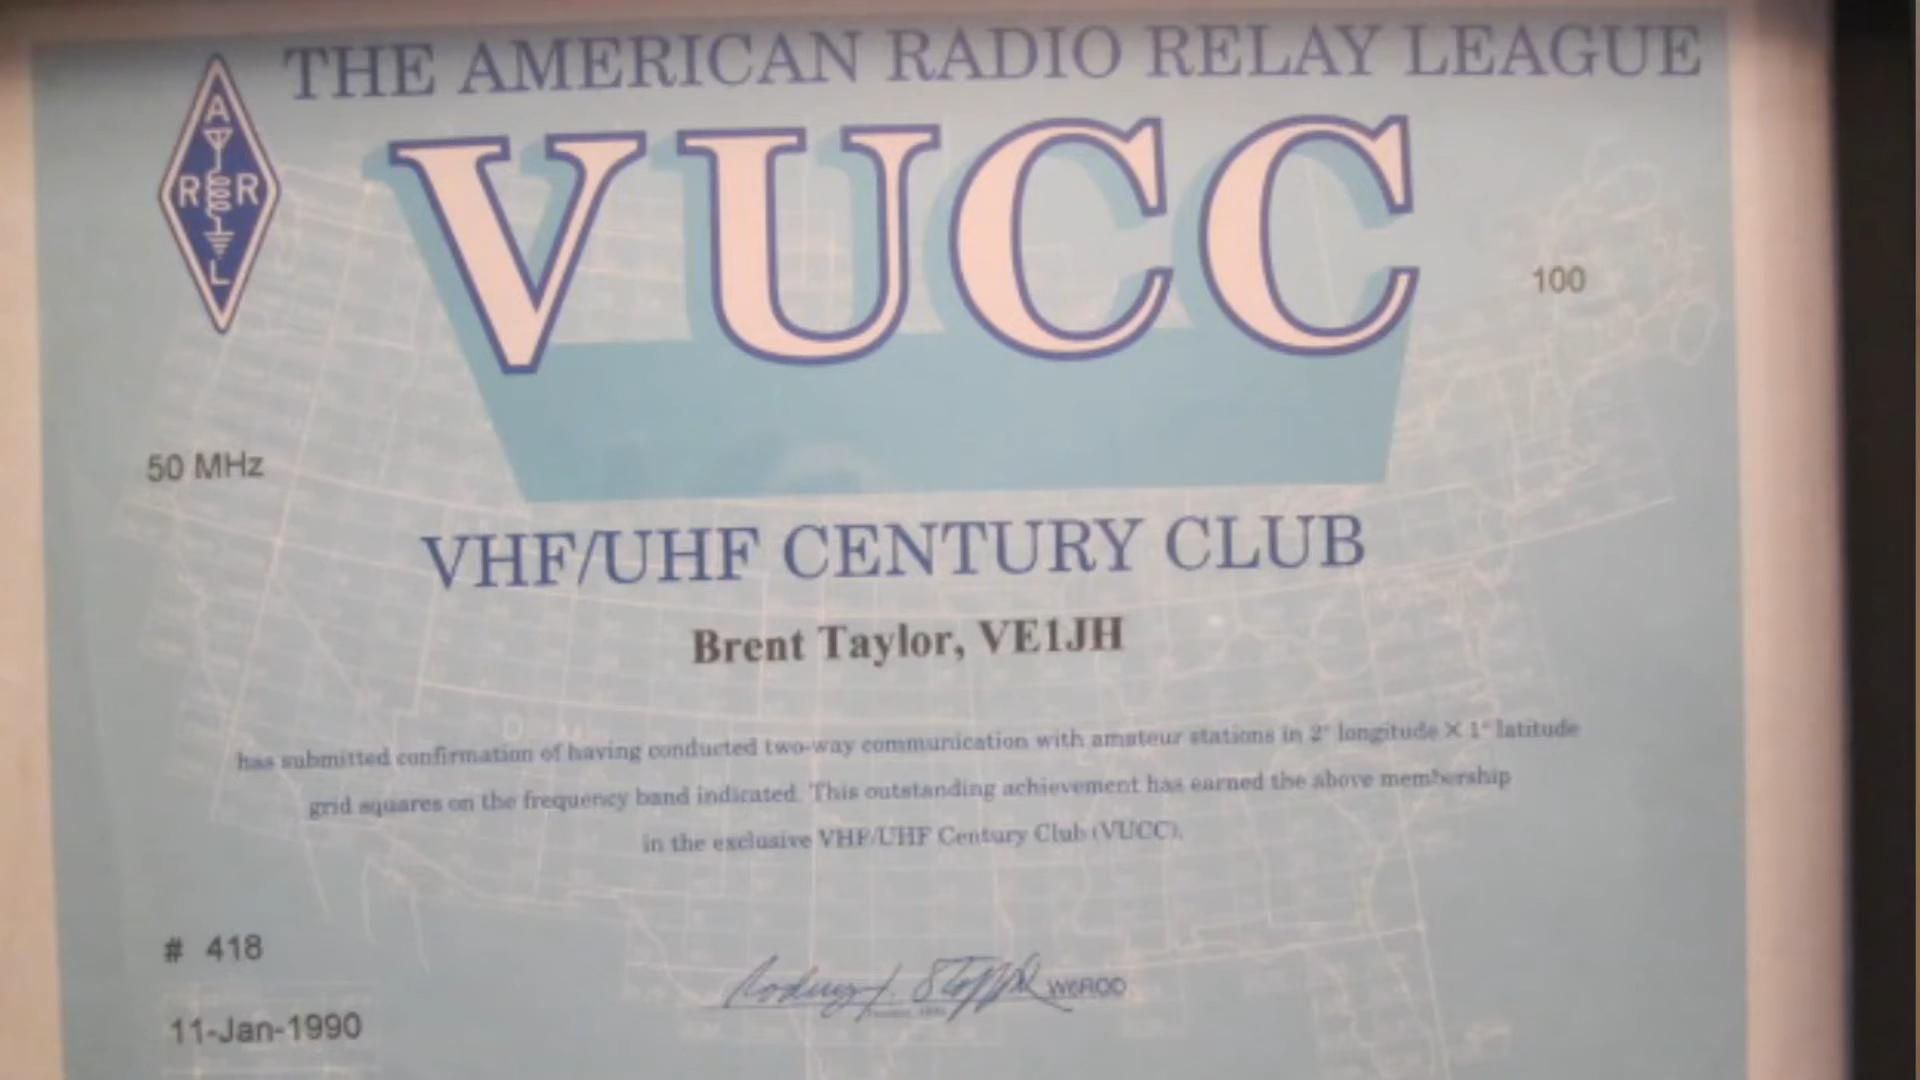 THE AMERICAN RADIO RELAY LEAGUE
A
R R
L
VUCC
100
50 MHz
VHF/UHF CENTURY CLUB
Brent Taylor, VE1JH
has submitted confirmation of having conducted two-way communication with amateur stations in 2° longitude X 1° latitude
grid squares on the frequency band indicated. This outstanding achievement has earned the above membership
in the exclusive VHF/UHF Century Club (VUCC).
# 418
11-Jan-1990